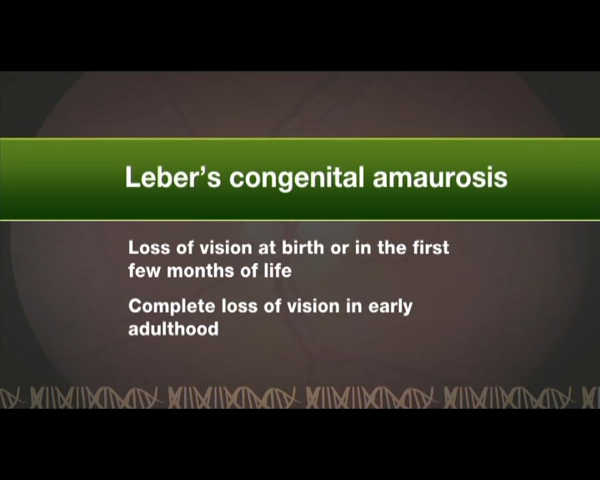 Leber’s congenital amaurosis
Loss of vision at birth or in the first
few months of life
Complete loss of vision in early
adulthood